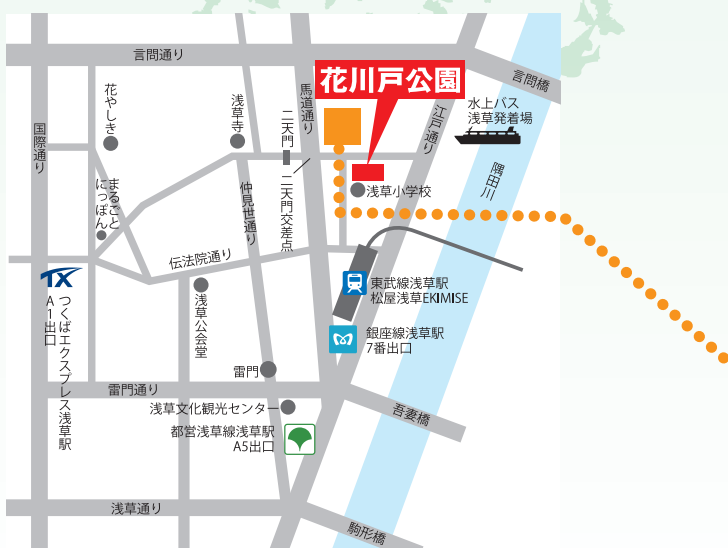 言問通り
花川戸公園
言問橋
国際通り
花やしき
浅草寺
二天門
馬道通り
江戸通り
水上バス
浅草発着場
隅田川
まるごと
にっぽん
仲見世通り
二天門交差点
浅草小学校
伝法院通り
TX
つくばエクスプレス浅草駅
A1出口
浅草公会堂
東武線浅草駅
松屋浅草EKIMISE
銀座線浅草駅
7番出口
雷門
雷門通り
浅草文化観光センター
吾妻橋
都営浅草線浅草駅
A5出口
浅草通り
駒形橋